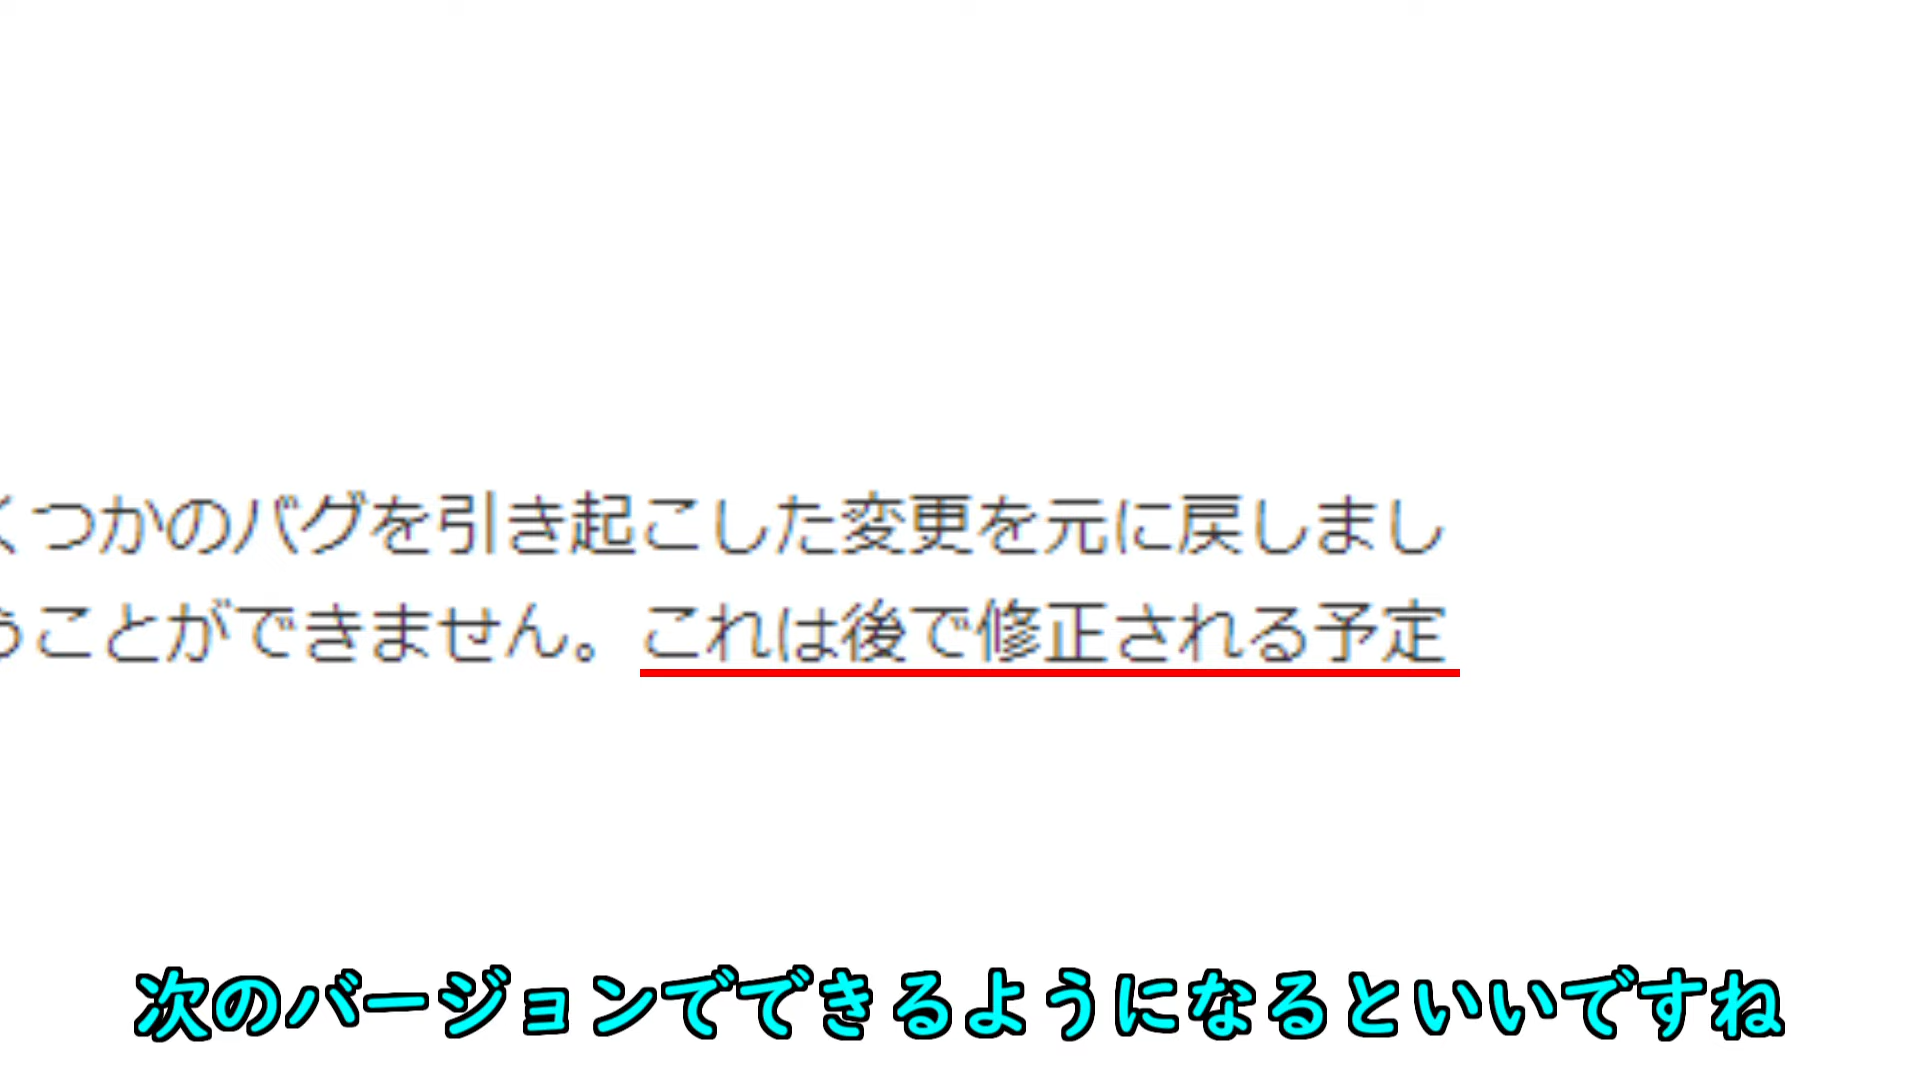 くつかのバグを引き起こした変更を元に戻しまし
うことができません。これは後で修正される予定
次のバージョンでできるようになるといいですね